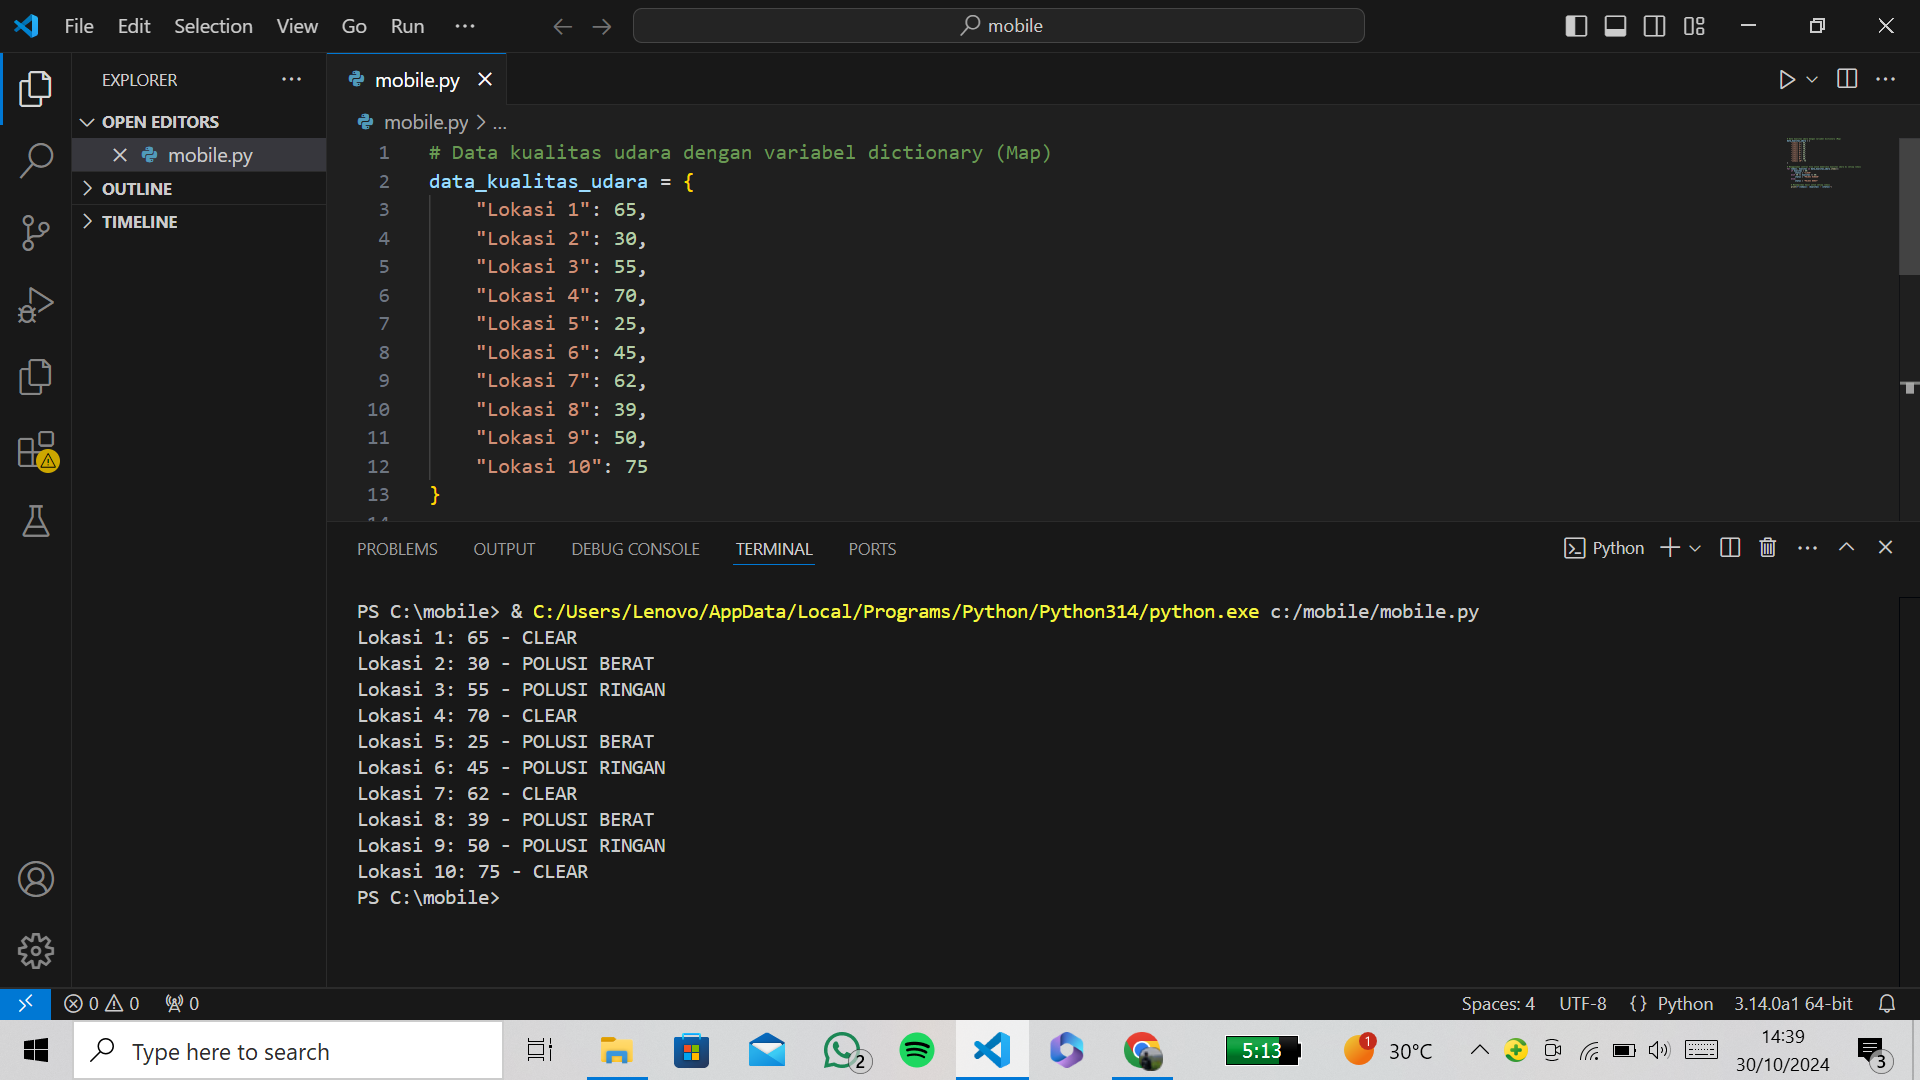 File Edit Selection View Go Run ... mobile
EXPLORER ...
OPEN EDITORS
mobile.py
OUTLINE
TIMELINE
mobile.py
mobile.py > ...
1 # Data kualitas udara dengan variabel dictionary (Map)
2 data_kualitas_udara = {
3 "Lokasi 1": 65,
4 "Lokasi 2": 30,
5 "Lokasi 3": 55,
6 "Lokasi 4": 70,
7 "Lokasi 5": 25,
8 "Lokasi 6": 45,
9 "Lokasi 7": 62,
10 "Lokasi 8": 39,
11 "Lokasi 9": 50,
12 "Lokasi 10": 75
13 }
PROBLEMS OUTPUT DEBUG CONSOLE TERMINAL PORTS Python
PS C:\mobile> & C:/Users/Lenovo/AppData/Local/Programs/Python/Python314/python.exe c:/mobile/mobile.py
Lokasi 1: 65 - CLEAR
Lokasi 2: 30 - POLUSI BERAT
Lokasi 3: 55 - POLUSI RINGAN
Lokasi 4: 70 - CLEAR
Lokasi 5: 25 - POLUSI BERAT
Lokasi 6: 45 - POLUSI RINGAN
Lokasi 7: 62 - CLEAR
Lokasi 8: 39 - POLUSI BERAT
Lokasi 9: 50 - POLUSI RINGAN
Lokasi 10: 75 - CLEAR
PS C:\mobile>
0 0 0 Spaces: 4 UTF-8 {} Python 3.14.0a1 64-bit
Type here to search 2 5:13 1 30°C 14:39 3
30/10/2024